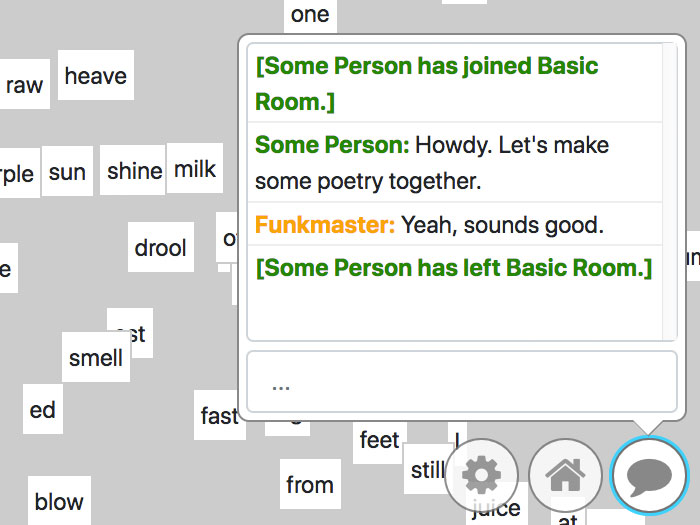 one
[Some Person has joined Basic
Room.]
raw
heave
Some Person: Howdy. Let's make
some poetry together.
sun
shine
milk
Funkmaster: Yeah, sounds good.
drool
[Some Person has left Basic Room.]
smell
...
ed
fast
feet
still
from
blow
juice
at